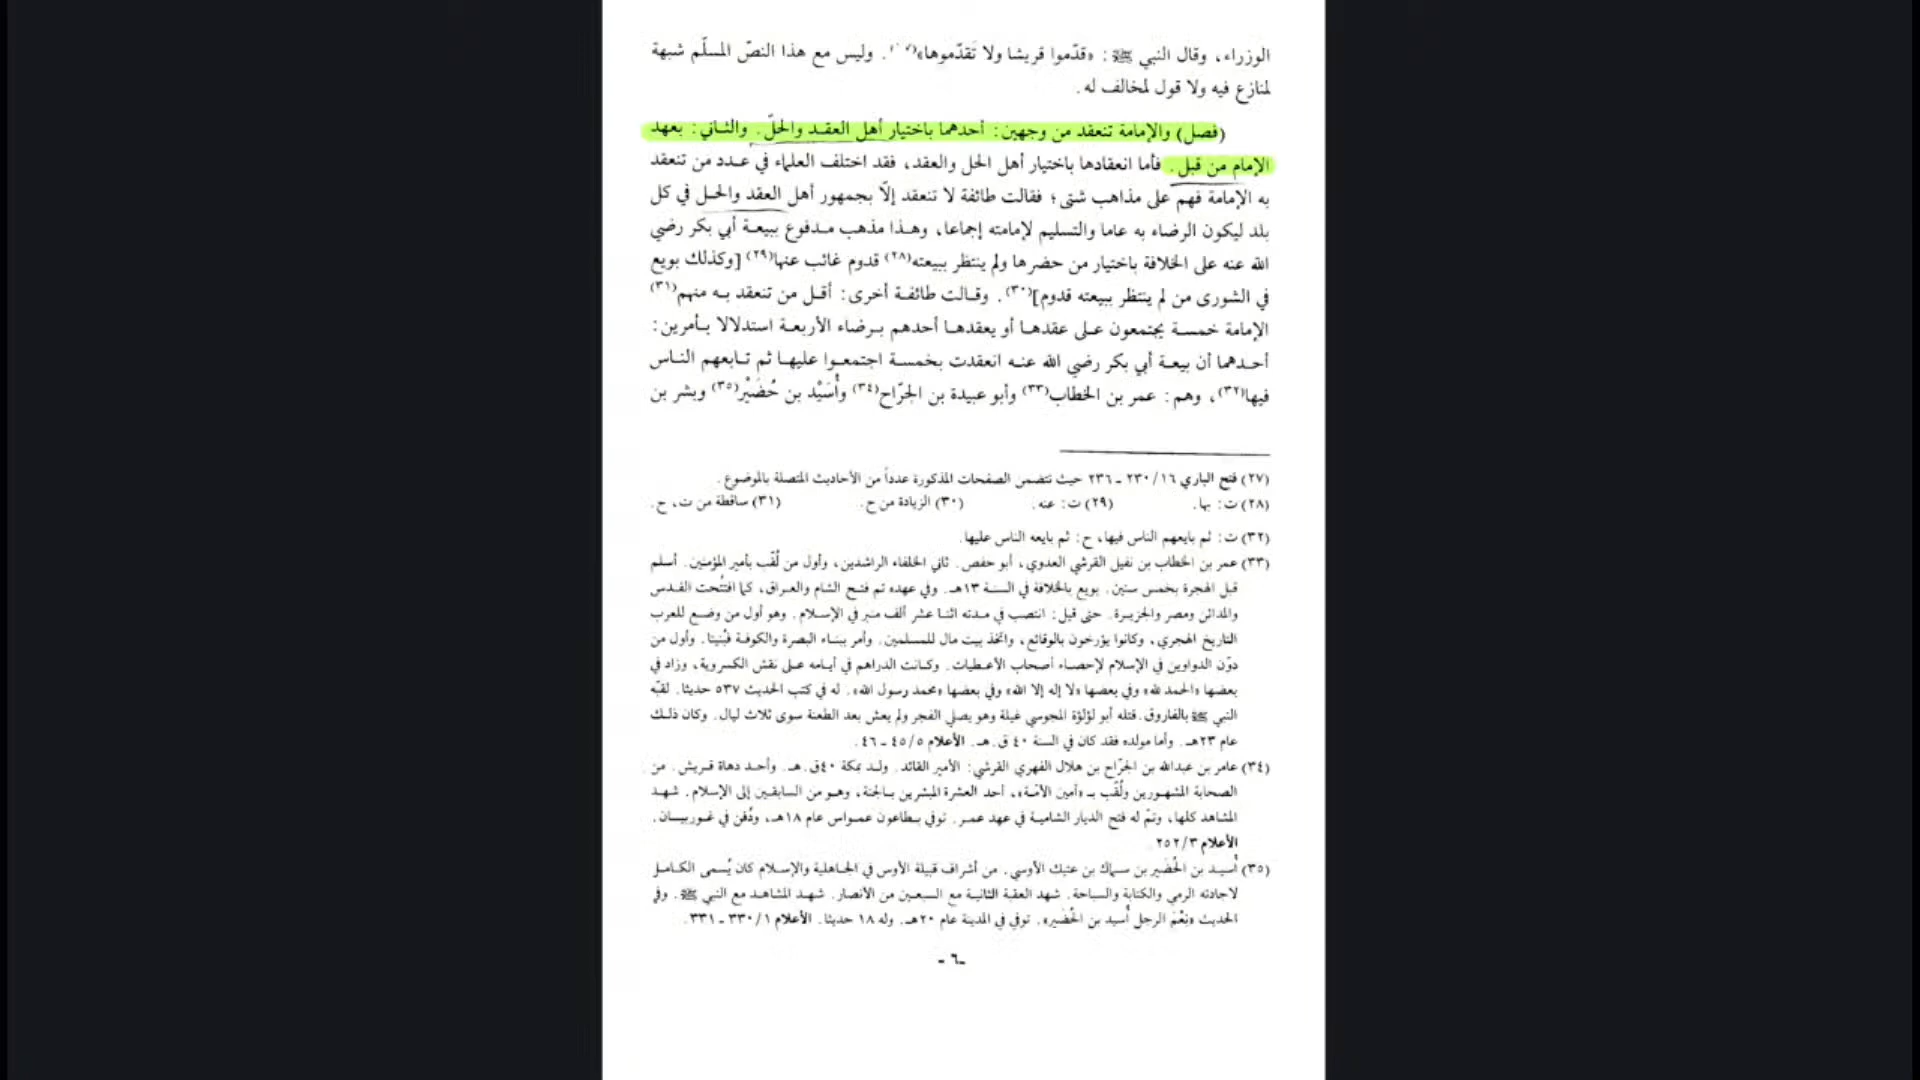 الوزراء، وقال النبي ﷺ: «قدّموا قريشا ولا تَقدّموها»(٢٧). وليس مع هذا النصّ المسلّم شبهة
لمنازع فيه ولا قول لمخالف له.
(فصل) والإمامة تنعقد من وجهين: أحدهما باختيار أهل العقد والحلّ. والثاني: بعهد
الإمام من قبل. فأما انعقادها باختيار أهل الحل والعقد، فقد اختلف العلماء في عدد من تنعقد
به الإمامة فهم على مذاهب شتى؛ فقالت طائفة لا تنعقد إلّا بجمهور أهل العقد والحل في كل
بلد ليكون الرضاء به عاما والتسليم لإمامته إجماعا، وهذا مذهب مدفوع ببيعة أبي بكر رضي
الله عنه على الخلافة باختيار من حضرها ولم ينتظر ببيعته(٢٨) قدوم غائب عنها(٢٩) [وكذلك بويع
في الشورى من لم ينتظر ببيعته قدوم](٣٠). وقالت طائفة أخرى: أقل من تنعقد به منهم(٣١)
الإمامة خمسة يجتمعون على عقدها أو يعقدها أحدهم برضاء الأربعة استدلالا بأمرين:
أحدهما أن بيعة أبي بكر رضي الله عنه انعقدت بخمسة اجتمعوا عليها ثم تابعهم الناس
فيها(٣٢)، وهم: عمر بن الخطاب(٣٣) وأبو عبيدة بن الجرّاح(٣٤) وأُسَيْد بن حُضَيْر(٣٥) وبشر بن
(٢٧) فتح الباري ١٦/ ٢٣٠ - ٢٣٦ حيث تتضمن الصفحات المذكورة عدداً من الأحاديث المتصلة بالموضوع.
(٢٨) ت: بها. (٢٩) ت: عنه. (٣٠) الزيادة من ح. (٣١) ساقطة من ت، ح.
(٣٢) ت: ثم بايعهم الناس فيها، ح: ثم بايعه الناس عليها.
(٣٣) عمر بن الخطاب بن نفيل القرشي العدوي، أبو حفص. ثاني الخلفاء الراشدين، وأول من لُقّب بأمير المؤمنين. أسلم
قبل الهجرة بخمس سنين. بويع بالخلافة في السنة ١٣هـ. وفي عهده تم فتح الشام والعراق، كما افتُتحت القدس
والمدائن ومصر والجزيرة. حتى قيل: انتصب في مدته اثنا عشر ألف منبر في الإسلام. وهو أول من وضع للعرب
التاريخ الهجري، وكانوا يؤرخون بالوقائع، واتخذ بيت مال للمسلمين. وأمر ببناء البصرة والكوفة فبُنيتا. وأول من
دوّن الدواوين في الإسلام لإحصاء أصحاب الأعطيات. وكانت الدراهم في أيامه على نقش الكسروية، وزاد في
بعضها «الحمد لله» وفي بعضها «لا إله إلا الله» وفي بعضها «محمد رسول الله». له في كتب الحديث ٥٣٧ حديثا. لقبّه
النبي ﷺ بالفاروق. قتله أبو لؤلؤة المجوسي غيلة وهو يصلي الفجر ولم يعش بعد الطعنة سوى ثلاث ليال. وكان ذلك
عام ٢٣هـ. وأما مولده فقد كان في السنة ٤٠ ق.هـ. الأعلام ٥/ ٤٥ - ٤٦.
(٣٤) عامر بن عبدالله بن الجرّاح بن هلال الفهري القرشي: الأمير القائد. ولد بمكة ٤٠ق.هـ. وأحد دهاة قريش. من
الصحابة المشهورين ولُقّب بـ «أمين الأمة»، أحد العشرة المبشرين بالجنة، وهو من السابقين إلى الإسلام. شهد
المشاهد كلها، وتمّ له فتح الديار الشامية في عهد عمر. توفي بطاعون عمواس عام ١٨هـ، ودُفن في غوربيسان.
الأعلام ٣/ ٢٥٢
(٣٥) أُسيد بن الحُضَير بن سماك بن عتيك الأوسي. من أشراف قبيلة الأوس في الجاهلية والإسلام كان يُسمى الكامل
لاجادته الرمي والكتابة والسباحة. شهد العقبة الثانية مع السبعين من الأنصار. شهد المشاهد مع النبي ﷺ. وفي
الحديث «نِعْمَ الرجل أُسيد بن الحُضَير». توفي في المدينة عام ٢٠هـ. وله ١٨ حديثا. الأعلام ١/ ٣٣٠ - ٣٣١.
- ٦ -